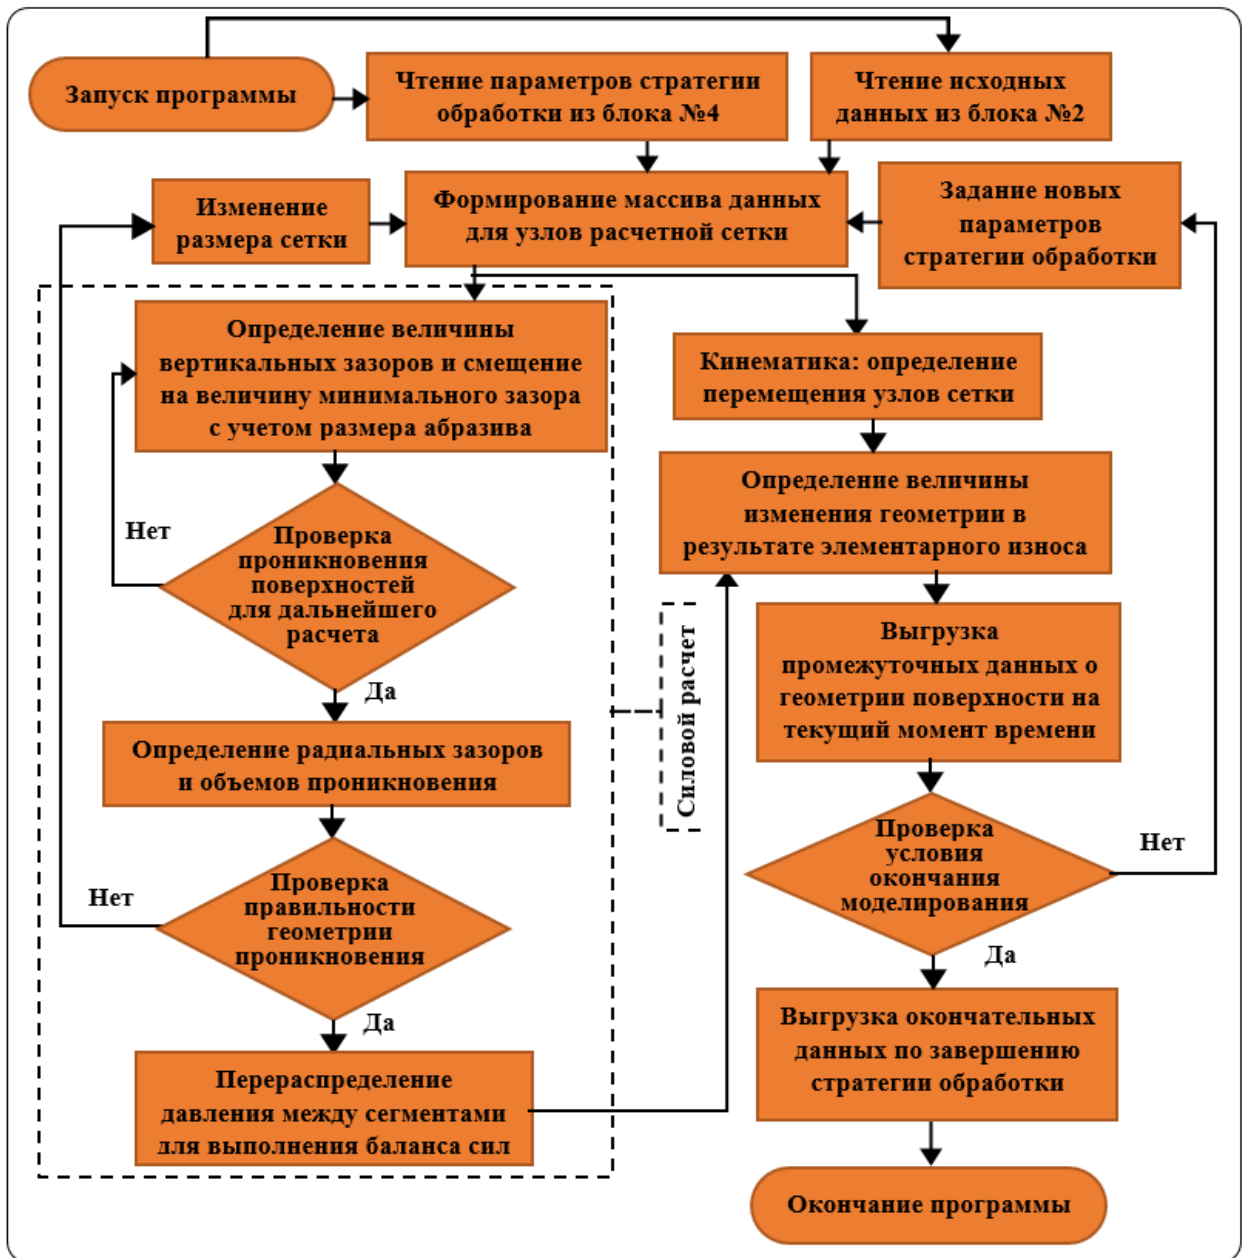 Запуск программы
Чтение параметров стратегии
обработки из блока №4
Чтение исходных
данных из блока №2
Изменение
размера сетки
Формирование массива данных
для узлов расчетной сетки
Задание новых
параметров
стратегии обработки
Определение величины
вертикальных зазоров и смещение
на величину минимального зазора
с учетом размера абразива
Кинематика: определение
перемещения узлов сетки
Нет
Проверка
проникновения
поверхностей
для дальнейшего
расчета
Да
Определение величины
изменения геометрии в
результате элементарного износа
Силовой расчет
Выгрузка
промежуточных данных о
геометрии поверхности на
текущий момент времени
Определение радиальных зазоров
и объемов проникновения
Нет
Проверка
правильности
геометрии
проникновения
Да
Проверка
условия
окончания
моделирования
Нет
Да
Перераспределение
давления между сегментами
для выполнения баланса сил
Выгрузка окончательных
данных по завершению
стратегии обработки
Окончание программы